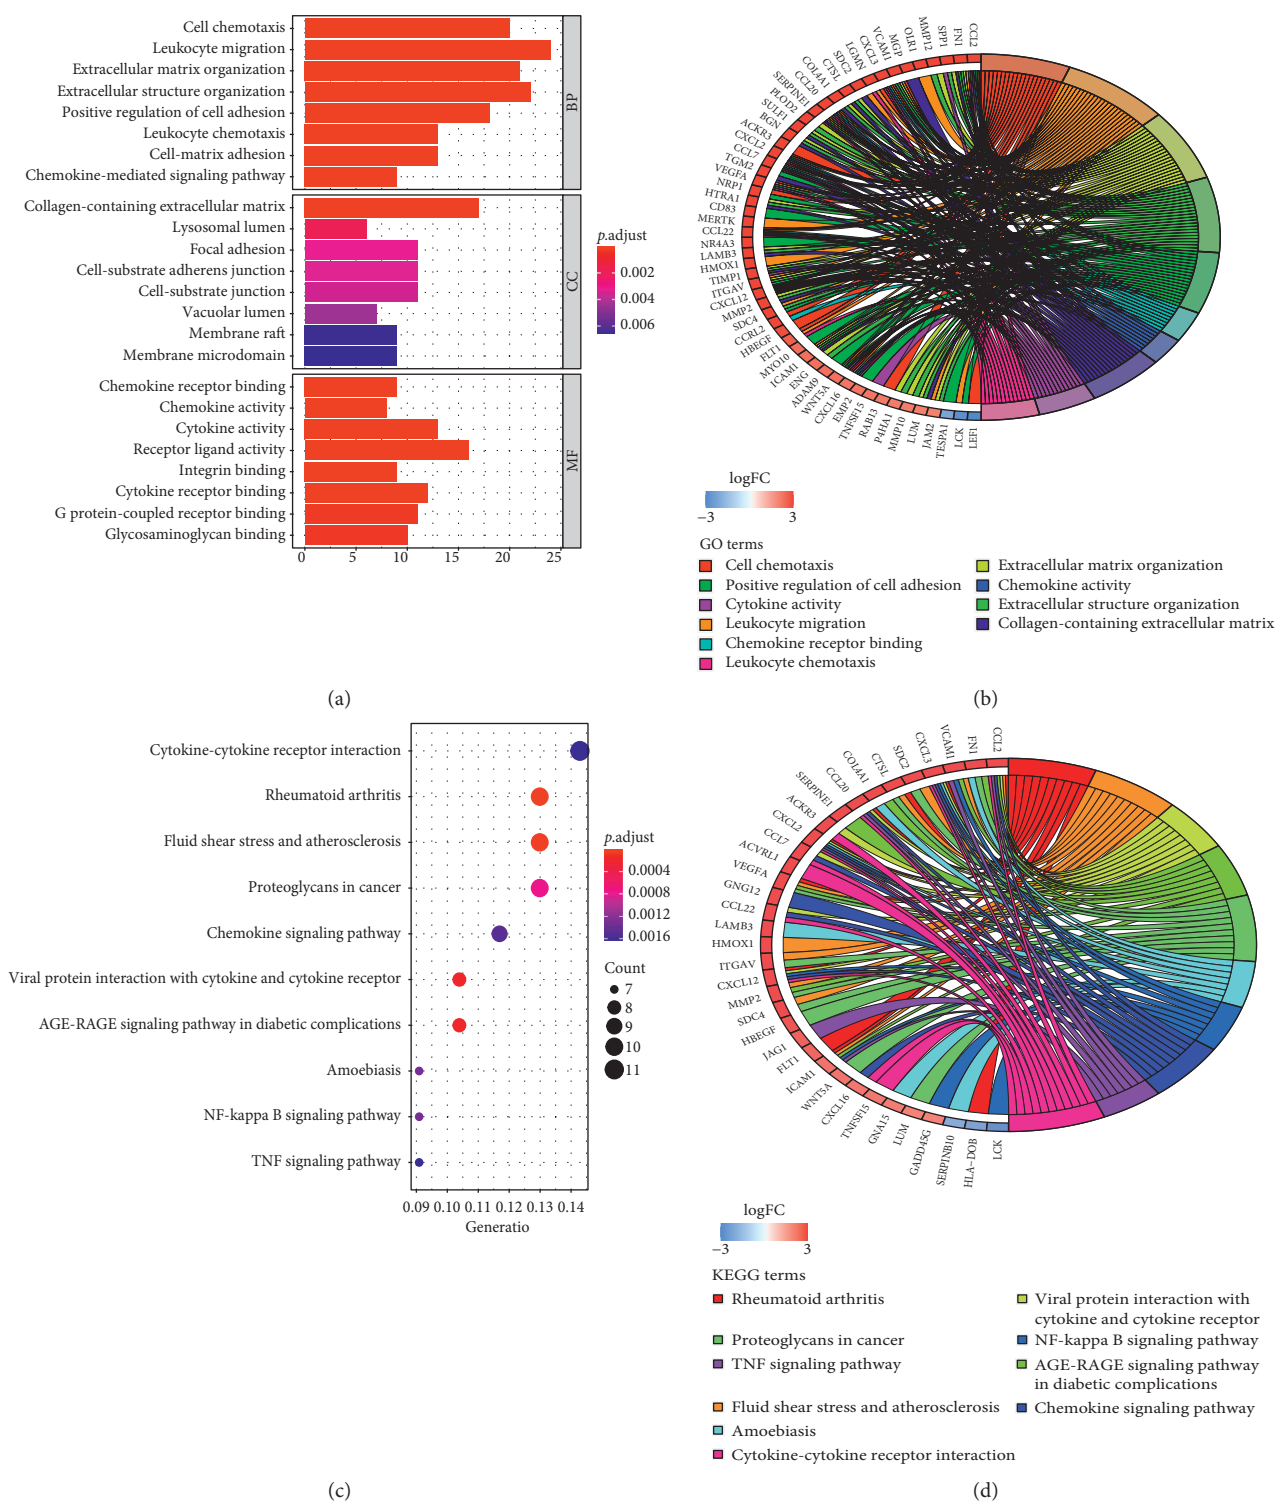 Cell chemotaxis
Leukocyte migration
Extracellular matrix organization
Extracellular structure organization
Positive regulation of cell adhesion
Leukocyte chemotaxis
Cell-matrix adhesion
Chemokine-mediated signaling pathway
BP
Collagen-containing extracellular matrix
Lysosomal lumen
Focal adhesion
Cell-substrate adherens junction
Cell-substrate junction
Vacuolar lumen
Membrane raft
Membrane microdomain
CC
Chemokine receptor binding
Chemokine activity
Cytokine activity
Receptor ligand activity
Integrin binding
Cytokine receptor binding
G protein-coupled receptor binding
Glycosaminoglycan binding
MF
0 5 10 15 20 25
p.adjust
0.002
0.004
0.006
(a)
CCL2
FN1
SPP1
MMP12
OLR1
MGP
VCAM1
CXCL3
LGMN
SDC2
CTSL
COL4A1
CCL20
SERPINE1
PLOD2
SULF1
BGN
ACKR3
CXCL2
CCL7
TGM2
VEGFA
NRP1
HTRA1
CD83
MERTK
CCL22
NR4A3
LAMB3
HMOX1
TIMP1
ITGAV
CXCL12
MMP2
SDC4
CCRL2
HBEGF
FLT1
MYO10
ICAM1
ENG
ADAM9
WNT5A
CXCL16
EMP2
TNFSF15
RAB13
P4HA1
MMP10
LUM
JAM2
TESPA1
LCK
LEF1
logFC
−3 3
GO terms
Cell chemotaxis
Positive regulation of cell adhesion
Cytokine activity
Leukocyte migration
Chemokine receptor binding
Leukocyte chemotaxis
Extracellular matrix organization
Chemokine activity
Extracellular structure organization
Collagen-containing extracellular matrix
(b)
Cytokine-cytokine receptor interaction
Rheumatoid arthritis
Fluid shear stress and atherosclerosis
Proteoglycans in cancer
Chemokine signaling pathway
Viral protein interaction with cytokine and cytokine receptor
AGE-RAGE signaling pathway in diabetic complications
Amoebiasis
NF-kappa B signaling pathway
TNF signaling pathway
0.09 0.10 0.11 0.12 0.13 0.14
Generatio
p.adjust
0.0004
0.0008
0.0012
0.0016
Count
7
8
9
10
11
(c)
CCL2
FN1
VCAM1
CXCL3
SDC2
CTSL
COL4A1
CCL20
SERPINE1
ACKR3
CXCL2
CCL7
ACVRL1
VEGFA
GNG12
CCL22
LAMB3
HMOX1
ITGAV
CXCL12
MMP2
SDC4
HBEGF
JAG1
FLT1
ICAM1
WNT5A
CXCL16
TNFSF15
GNA15
LUM
GADD45G
SERPINB10
HLA−DOB
LCK
logFC
−3 3
KEGG terms
Rheumatoid arthritis
Proteoglycans in cancer
TNF signaling pathway
Fluid shear stress and atherosclerosis
Amoebiasis
Cytokine-cytokine receptor interaction
Viral protein interaction with
cytokine and cytokine receptor
NF-kappa B signaling pathway
AGE-RAGE signaling pathway
in diabetic complications
Chemokine signaling pathway
(d)